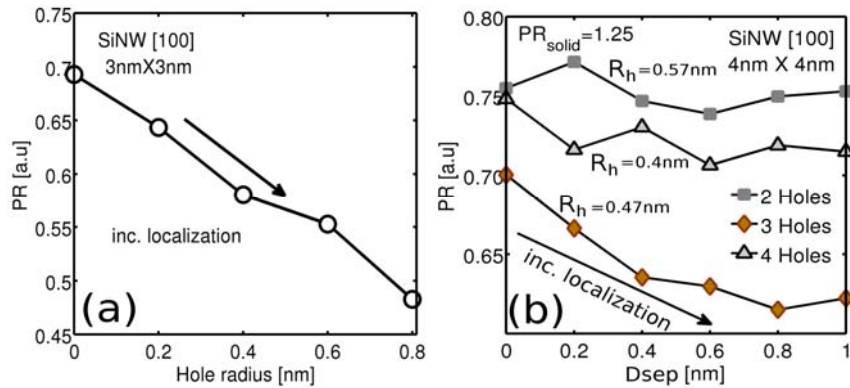 SiNW [100]
3nmX3nm
inc. localization
(a)
PR [a.u]
0.7
0.65
0.6
0.55
0.5
0.45
0
0.2
0.4
0.6
0.8
Hole radius [nm]
PR_solid=1.25
SiNW [100]
4nm X 4nm
R_h=0.57nm
R_h=0.4nm
R_h=0.47nm
2 Holes
3 Holes
4 Holes
inc. localization
(b)
PR [a.u]
0.80
0.75
0.70
0.65
0
0.2
0.4
0.6
0.8
1
Dsep [nm]